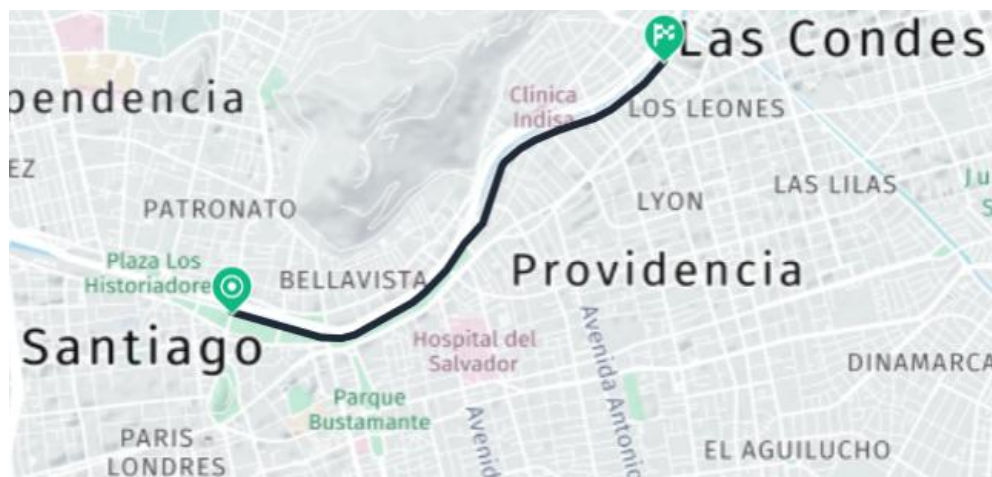 Las Condes
pendencia
Clínica
Indisa
LOS LEONES
EZ
LAS LILAS
Ju
S
PATRONATO
LYON
Plaza Los
Historiadore
BELLAVISTA
Providencia
Santiago
Hospital del
Salvador
Avenida Antonio
DINAMARCA
Parque
Bustamante
Avenid
PARIS -
LONDRES
EL AGUILUCHO